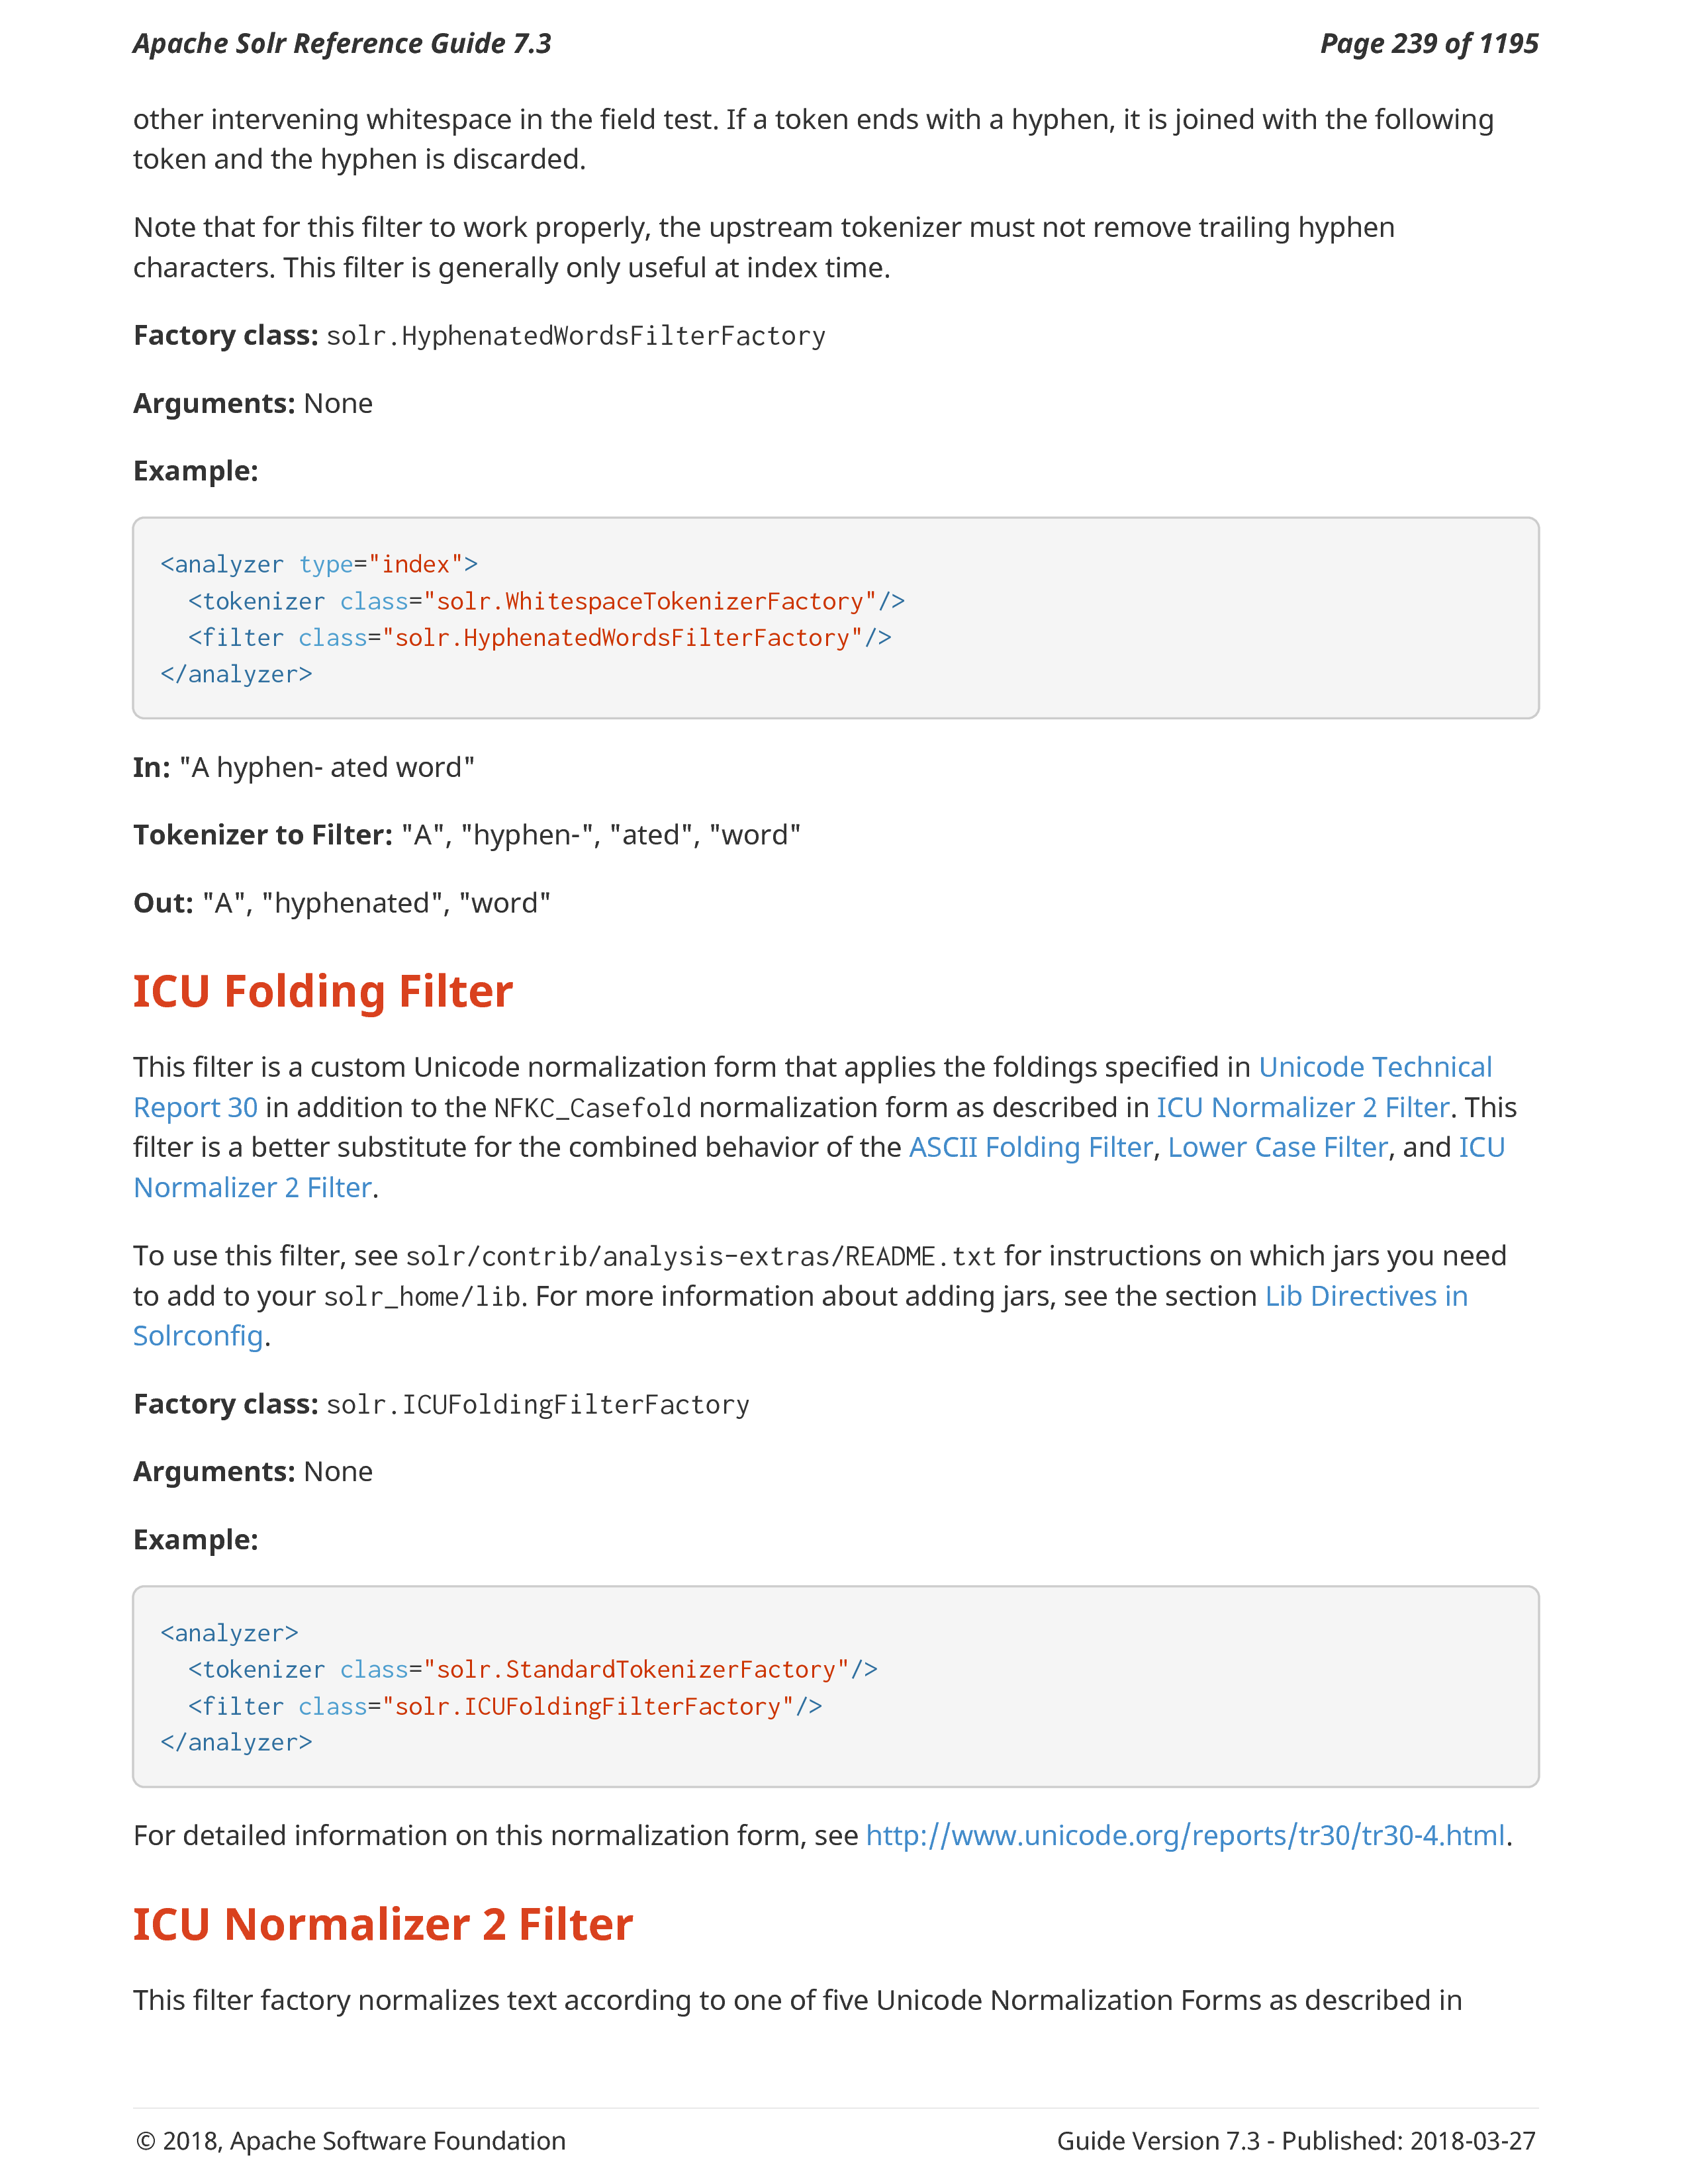 Apache Solr Reference Guide 7.3 Page 239 of 1195
other intervening whitespace in the field test. If a token ends with a hyphen, it is joined with the following
token and the hyphen is discarded.
Note that for this filter to work properly, the upstream tokenizer must not remove trailing hyphen
characters. This filter is generally only useful at index time.
Factory class: solr.HyphenatedWordsFilterFactory
Arguments: None
Example:
<analyzer type="index">
  <tokenizer class="solr.WhitespaceTokenizerFactory"/>
  <filter class="solr.HyphenatedWordsFilterFactory"/>
</analyzer>
In: "A hyphen- ated word"
Tokenizer to Filter: "A", "hyphen-", "ated", "word"
Out: "A", "hyphenated", "word"
ICU Folding Filter
This filter is a custom Unicode normalization form that applies the foldings specified in Unicode Technical
Report 30 in addition to the NFKC_Casefold normalization form as described in ICU Normalizer 2 Filter. This
filter is a better substitute for the combined behavior of the ASCII Folding Filter, Lower Case Filter, and ICU
Normalizer 2 Filter.
To use this filter, see solr/contrib/analysis-extras/README.txt for instructions on which jars you need
to add to your solr_home/lib. For more information about adding jars, see the section Lib Directives in
Solrconfig.
Factory class: solr.ICUFoldingFilterFactory
Arguments: None
Example:
<analyzer>
  <tokenizer class="solr.StandardTokenizerFactory"/>
  <filter class="solr.ICUFoldingFilterFactory"/>
</analyzer>
For detailed information on this normalization form, see http://www.unicode.org/reports/tr30/tr30-4.html.
ICU Normalizer 2 Filter
This filter factory normalizes text according to one of five Unicode Normalization Forms as described in
© 2018, Apache Software Foundation Guide Version 7.3 - Published: 2018-03-27